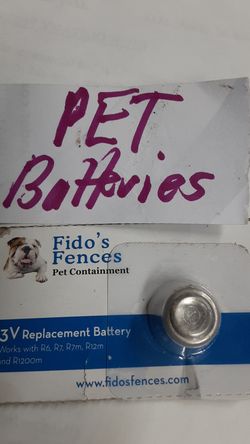 PET
Batteries
Fido's
Fences
Pet Containment
3V Replacement Battery
Works with R6, R7, R7m, R12m
and R1200m
www.fidosfences.com